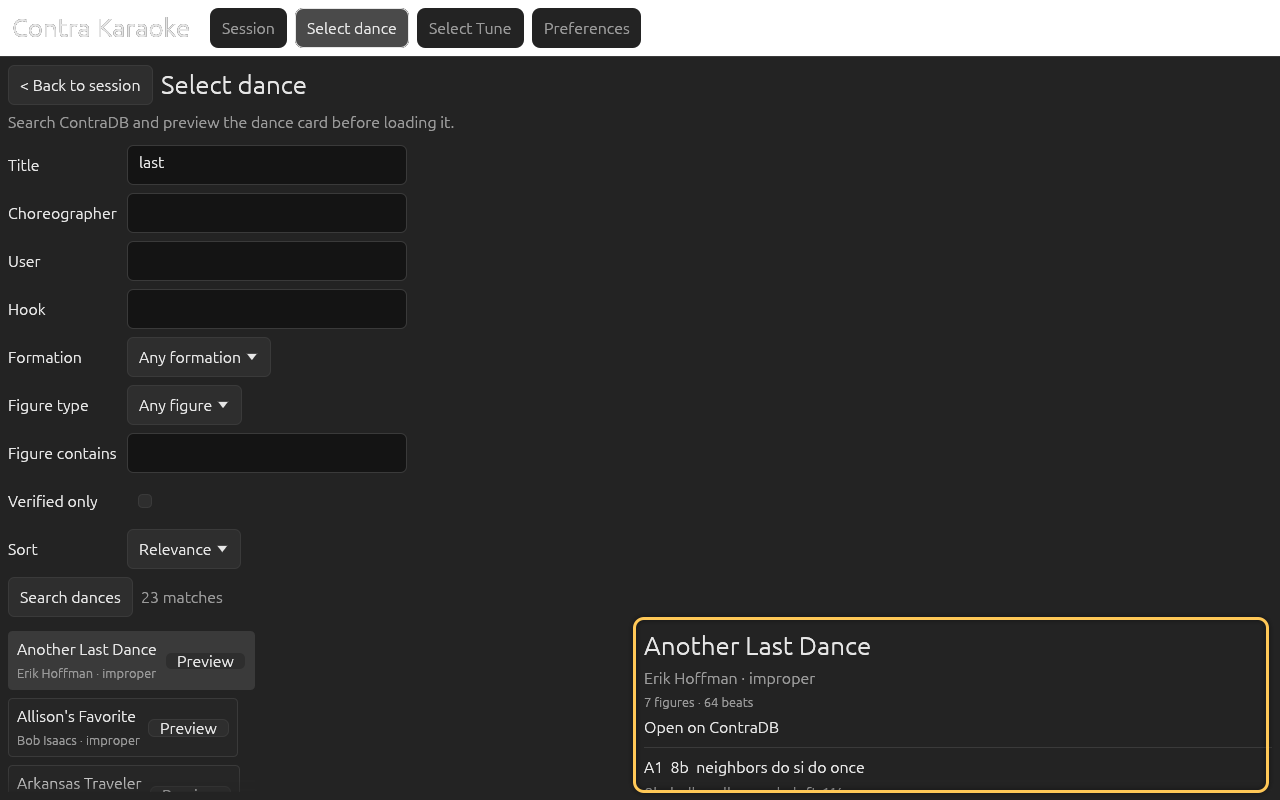 Contra Karaoke
Session
Select dance
Select Tune
Preferences
< Back to session
Select dance
Search ContraDB and preview the dance card before loading it.
Title
last
Choreographer
User
Hook
Formation
Any formation
Figure type
Any figure
Figure contains
Verified only
Sort
Relevance
Search dances
23 matches
Another Last Dance
Erik Hoffman · improper
Preview
Allison's Favorite
Bob Isaacs · improper
Preview
Arkansas Traveler
Another Last Dance
Erik Hoffman · improper
7 figures · 64 beats
Open on ContraDB
A1 8b neighbors do si do once